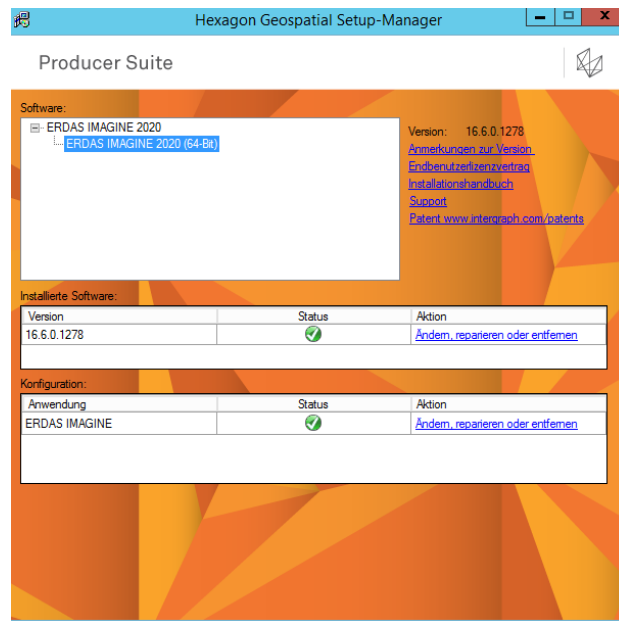 Hexagon Geospatial Setup-Manager
Producer Suite
Software:
ERDAS IMAGINE 2020
ERDAS IMAGINE 2020 (64-Bit)
Version: 16.6.0.1278
Anmerkungen zur Version
Endbenutzerlizenzvertrag
Installationshandbuch
Support
Patent www.intergraph.com/patents
Installierte Software:
Version Status Aktion
16.6.0.1278 Ändern, reparieren oder entfernen
Konfiguration:
Anwendung Status Aktion
ERDAS IMAGINE Ändern, reparieren oder entfernen